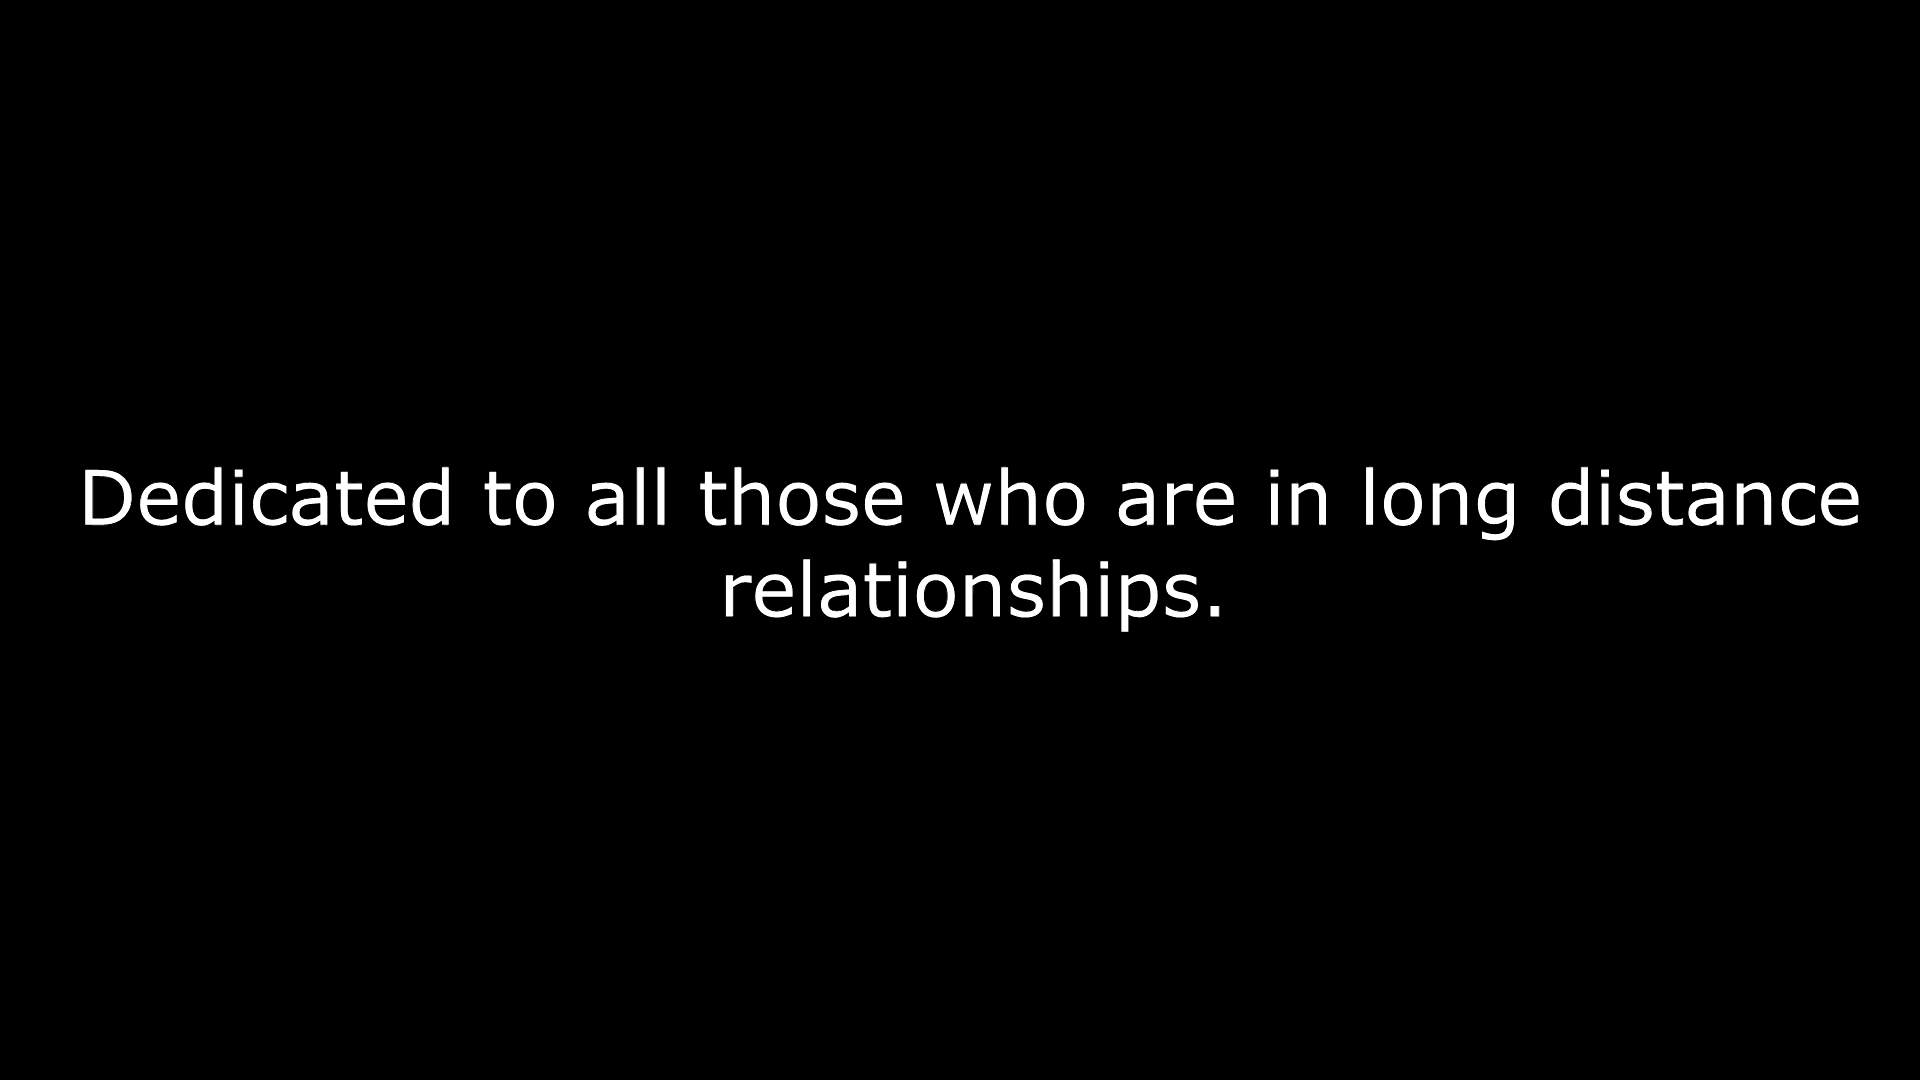 Dedicated to all those who are in long distance
relationships.